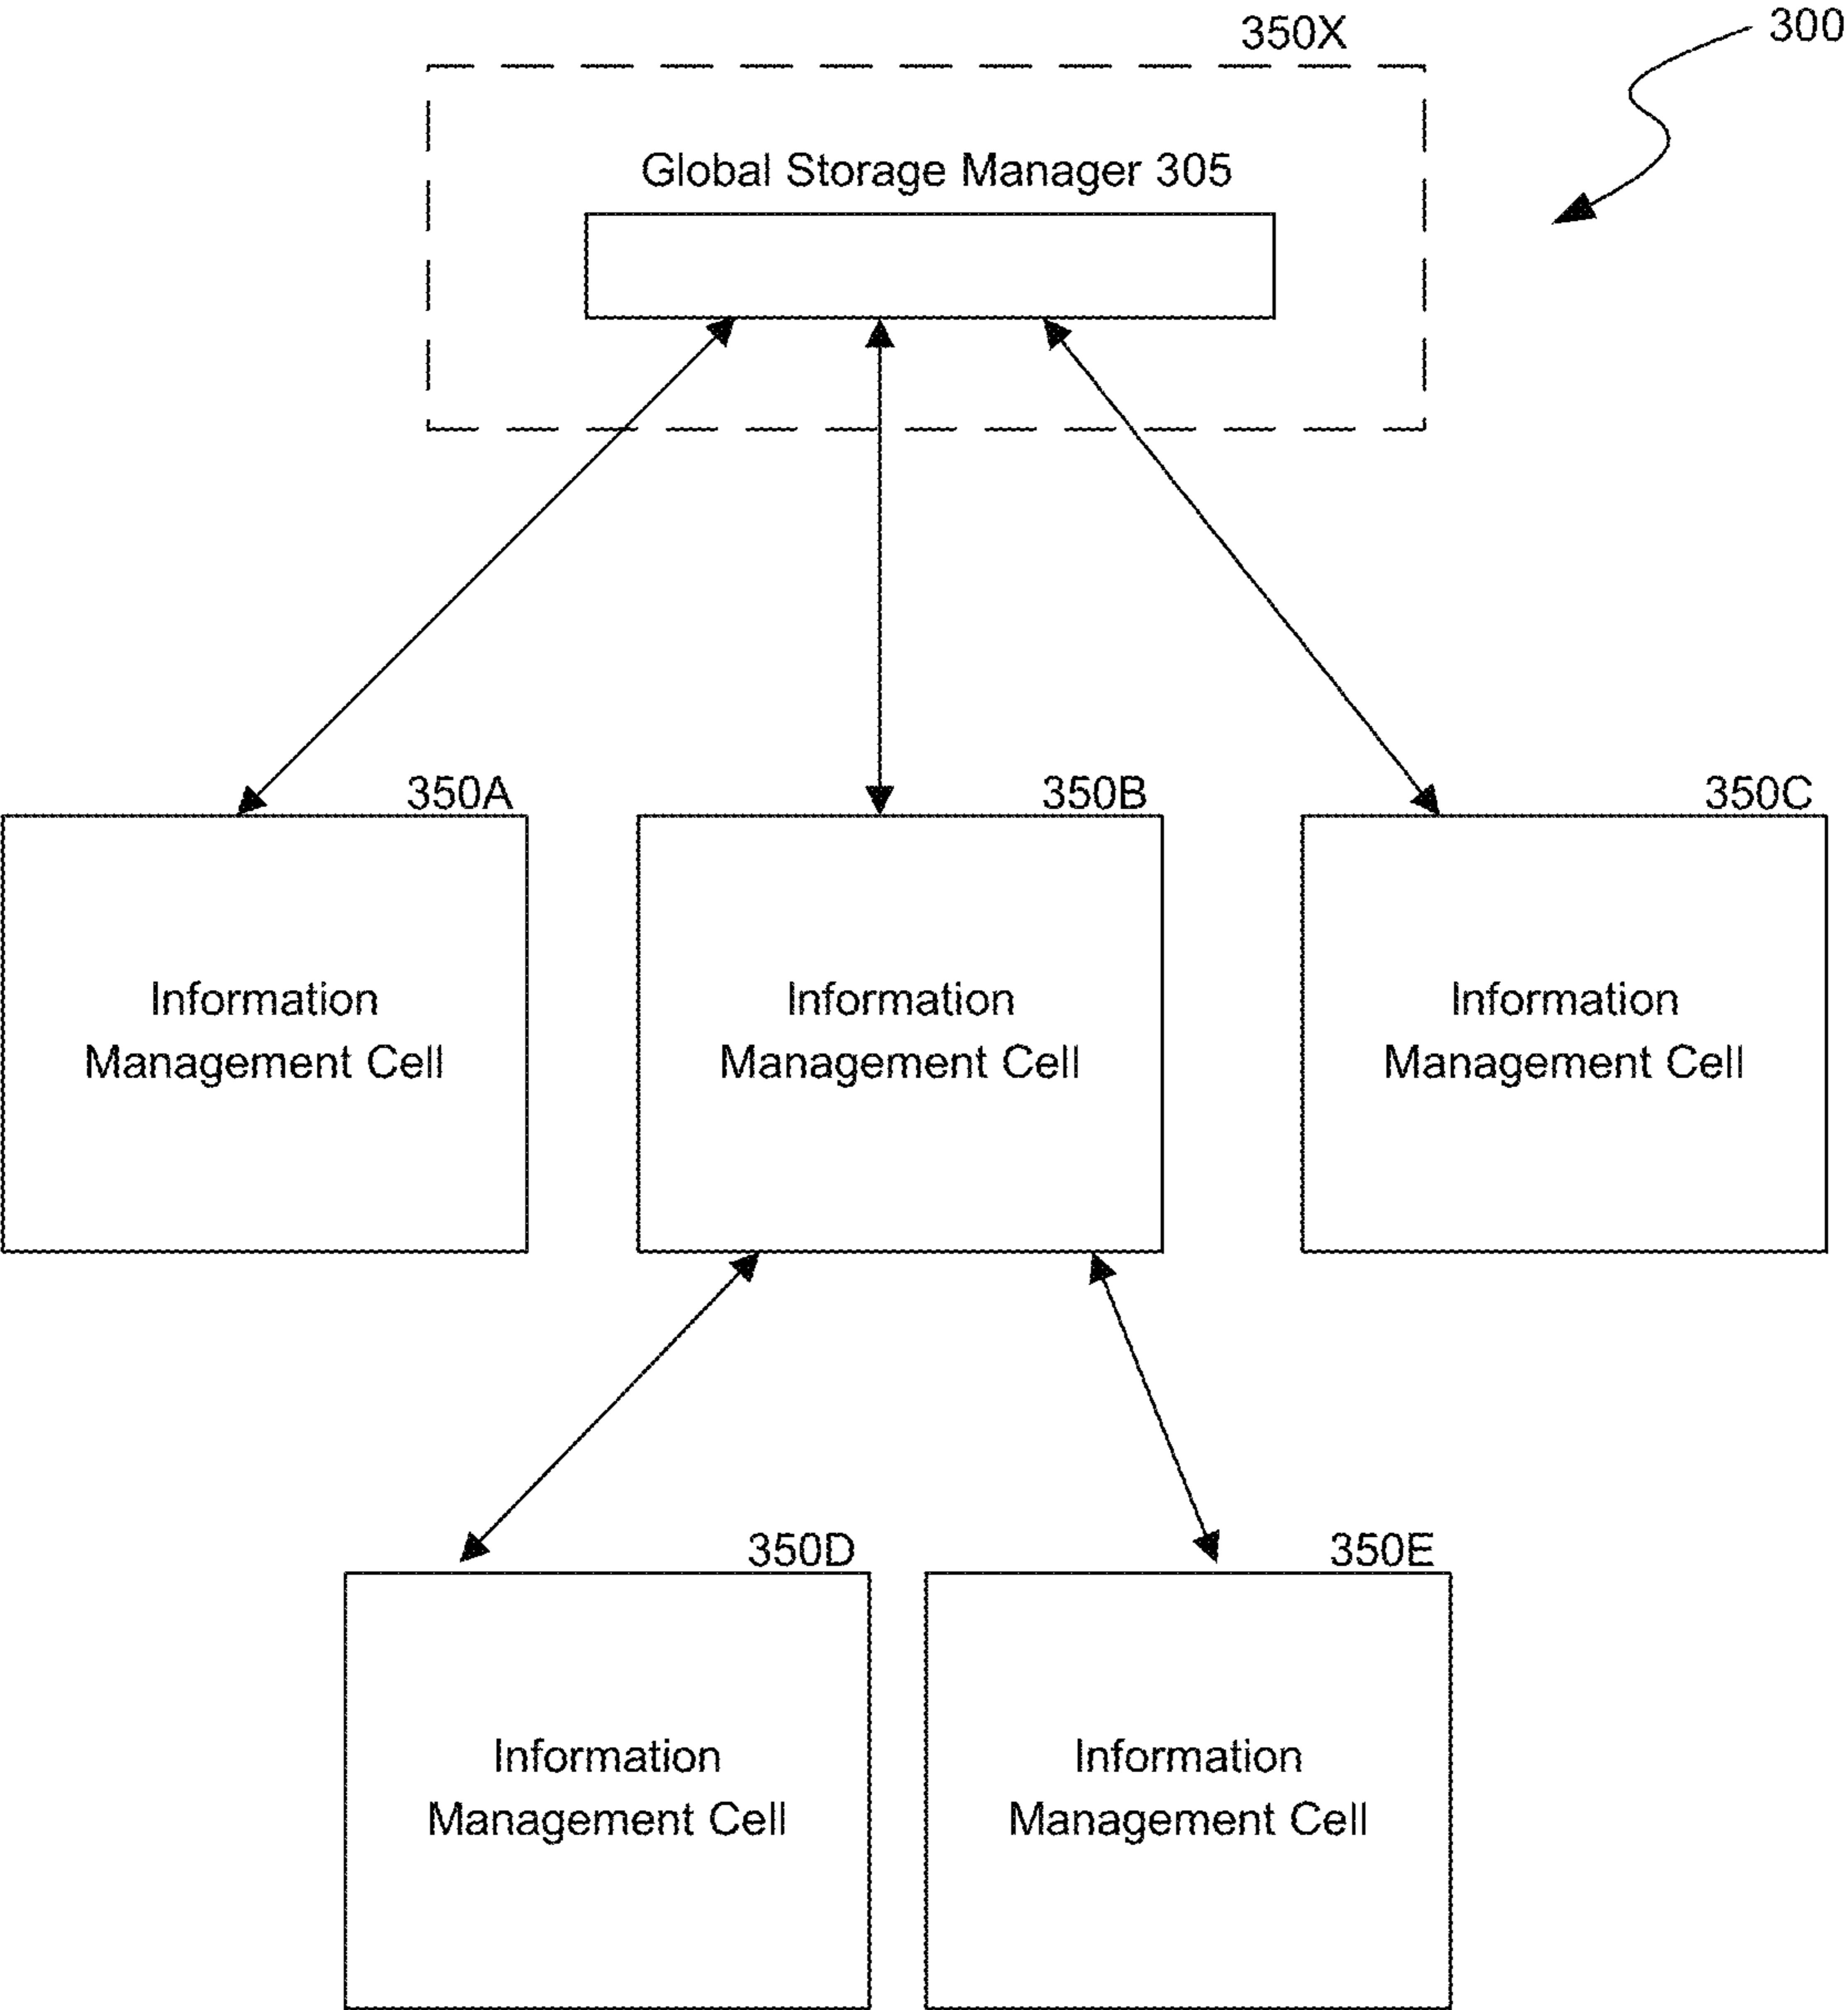 350X
300
Global Storage Manager 305
350A
350B
350C
Information
Management Cell
Information
Management Cell
Information
Management Cell
350D
350E
Information
Management Cell
Information
Management Cell